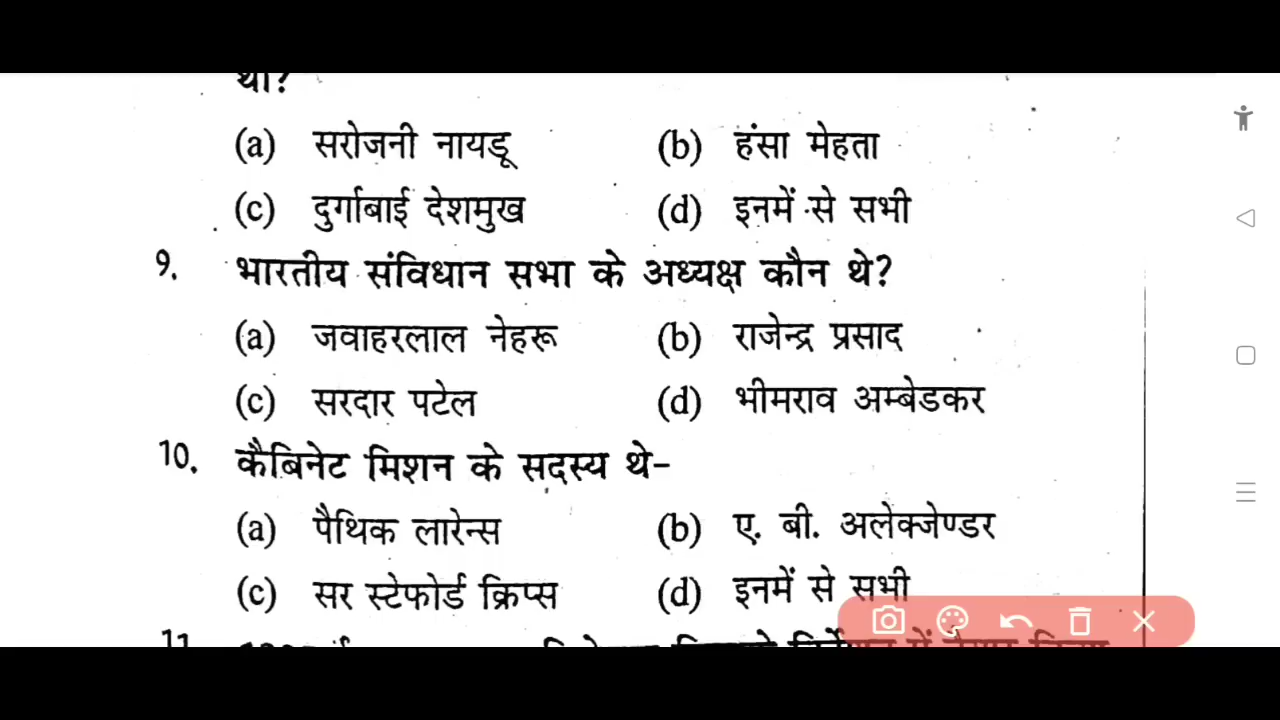 था?
(a) सरोजनी नायडू (b) हंसा मेहता
(c) दुर्गाबाई देशमुख (d) इनमें से सभी
9. भारतीय संविधान सभा के अध्यक्ष कौन थे?
(a) जवाहरलाल नेहरू (b) राजेन्द्र प्रसाद
(c) सरदार पटेल (d) भीमराव अम्बेडकर
10. कैबिनेट मिशन के सदस्य थे-
(a) पैथिक लारेन्स (b) ए. बी. अलेक्जेण्डर
(c) सर स्टेफोर्ड क्रिप्स (d) इनमें से सभी
11.